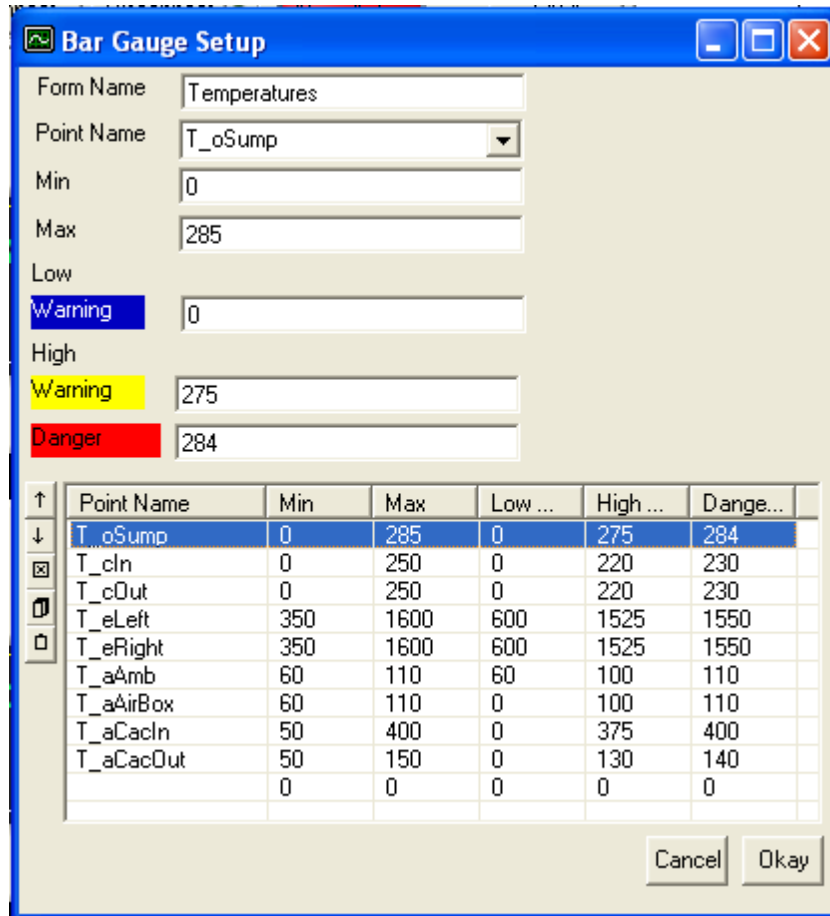 Bar Gauge Setup
Form Name Temperatures
Point Name T_oSump
Min 0
Max 285
Low
Warning 0
High
Warning 275
Danger 284
Point Name Min Max Low ... High ... Dange...
T_oSump 0 285 0 275 284
T_cIn 0 250 0 220 230
T_cOut 0 250 0 220 230
T_eLeft 350 1600 600 1525 1550
T_eRight 350 1600 600 1525 1550
T_aAmb 60 110 60 100 110
T_aAirBox 60 110 0 100 110
T_aCacIn 50 400 0 375 400
T_aCacOut 50 150 0 130 140
0 0 0 0 0
Cancel Okay